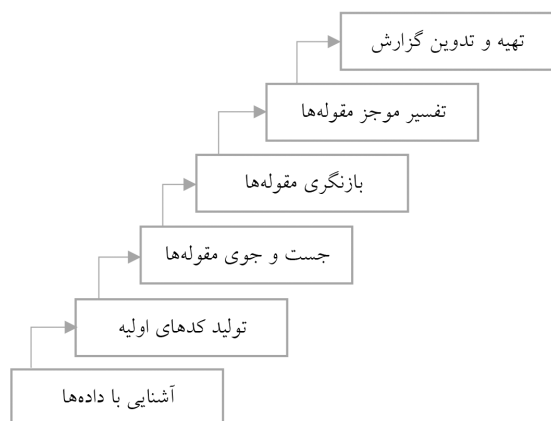 تهیه و تدوین گزارش
تفسیر موجز مقوله‌ها
بازنگری مقوله‌ها
جست و جوی مقوله‌ها
تولید کدهای اولیه
آشنایی با داده‌ها